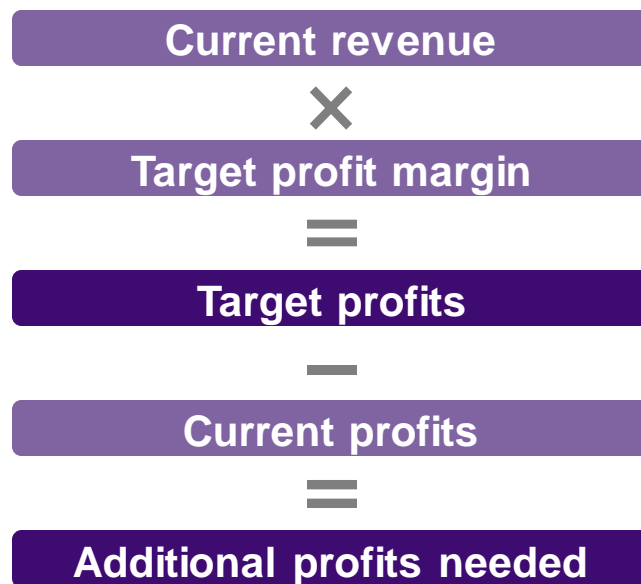 Current revenue
×
Target profit margin
=
Target profits
–
Current profits
=
Additional profits needed